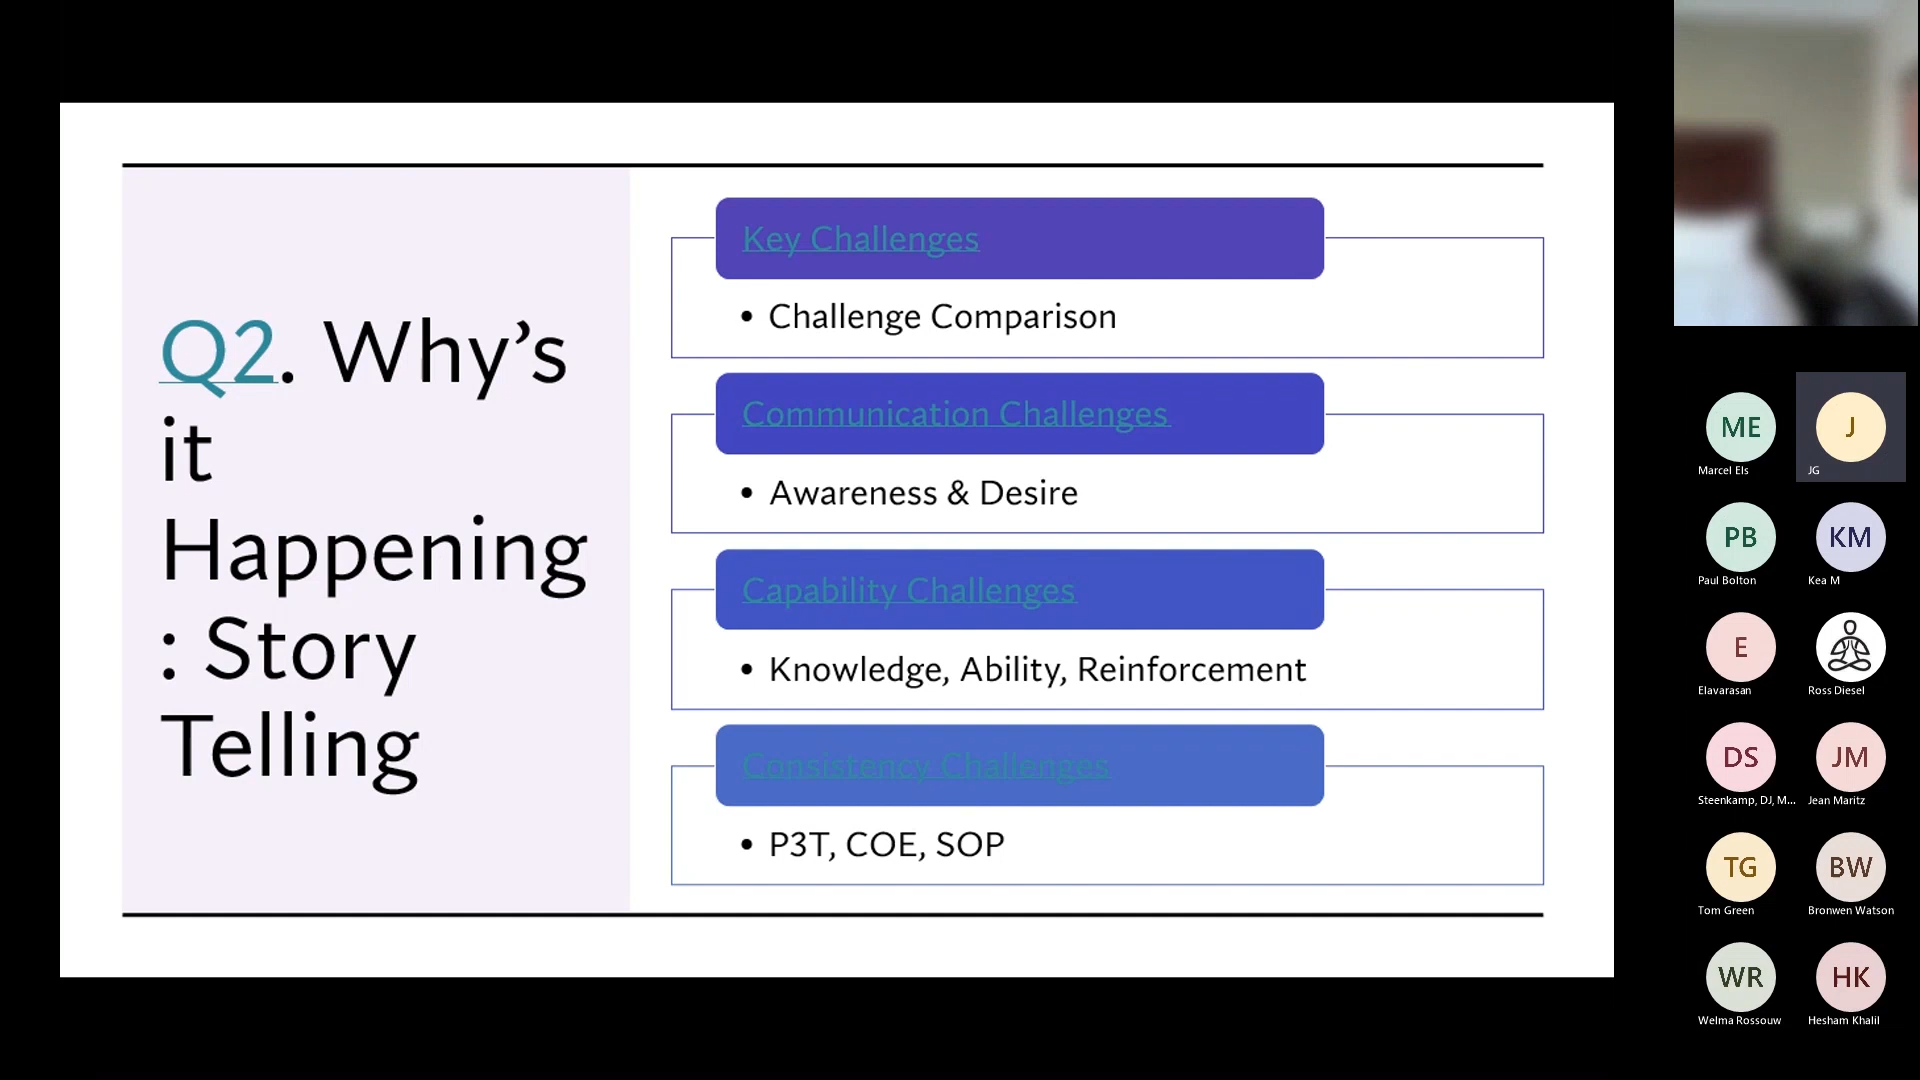 Q2. Why’s
it
Happening
: Story
Telling
Key Challenges
• Challenge Comparison
Communication Challenges
• Awareness & Desire
Capability Challenges
• Knowledge, Ability, Reinforcement
Consistency Challenges
• P3T, COE, SOP
ME
Marcel Els
J
JG
PB
Paul Bolton
KM
Kea M
E
Elavarasan
Ross Diesel
DS
Steenkamp, DJ, M...
JM
Jean Maritz
TG
Tom Green
BW
Bronwen Watson
WR
Welma Rossouw
HK
Hesham Khalil